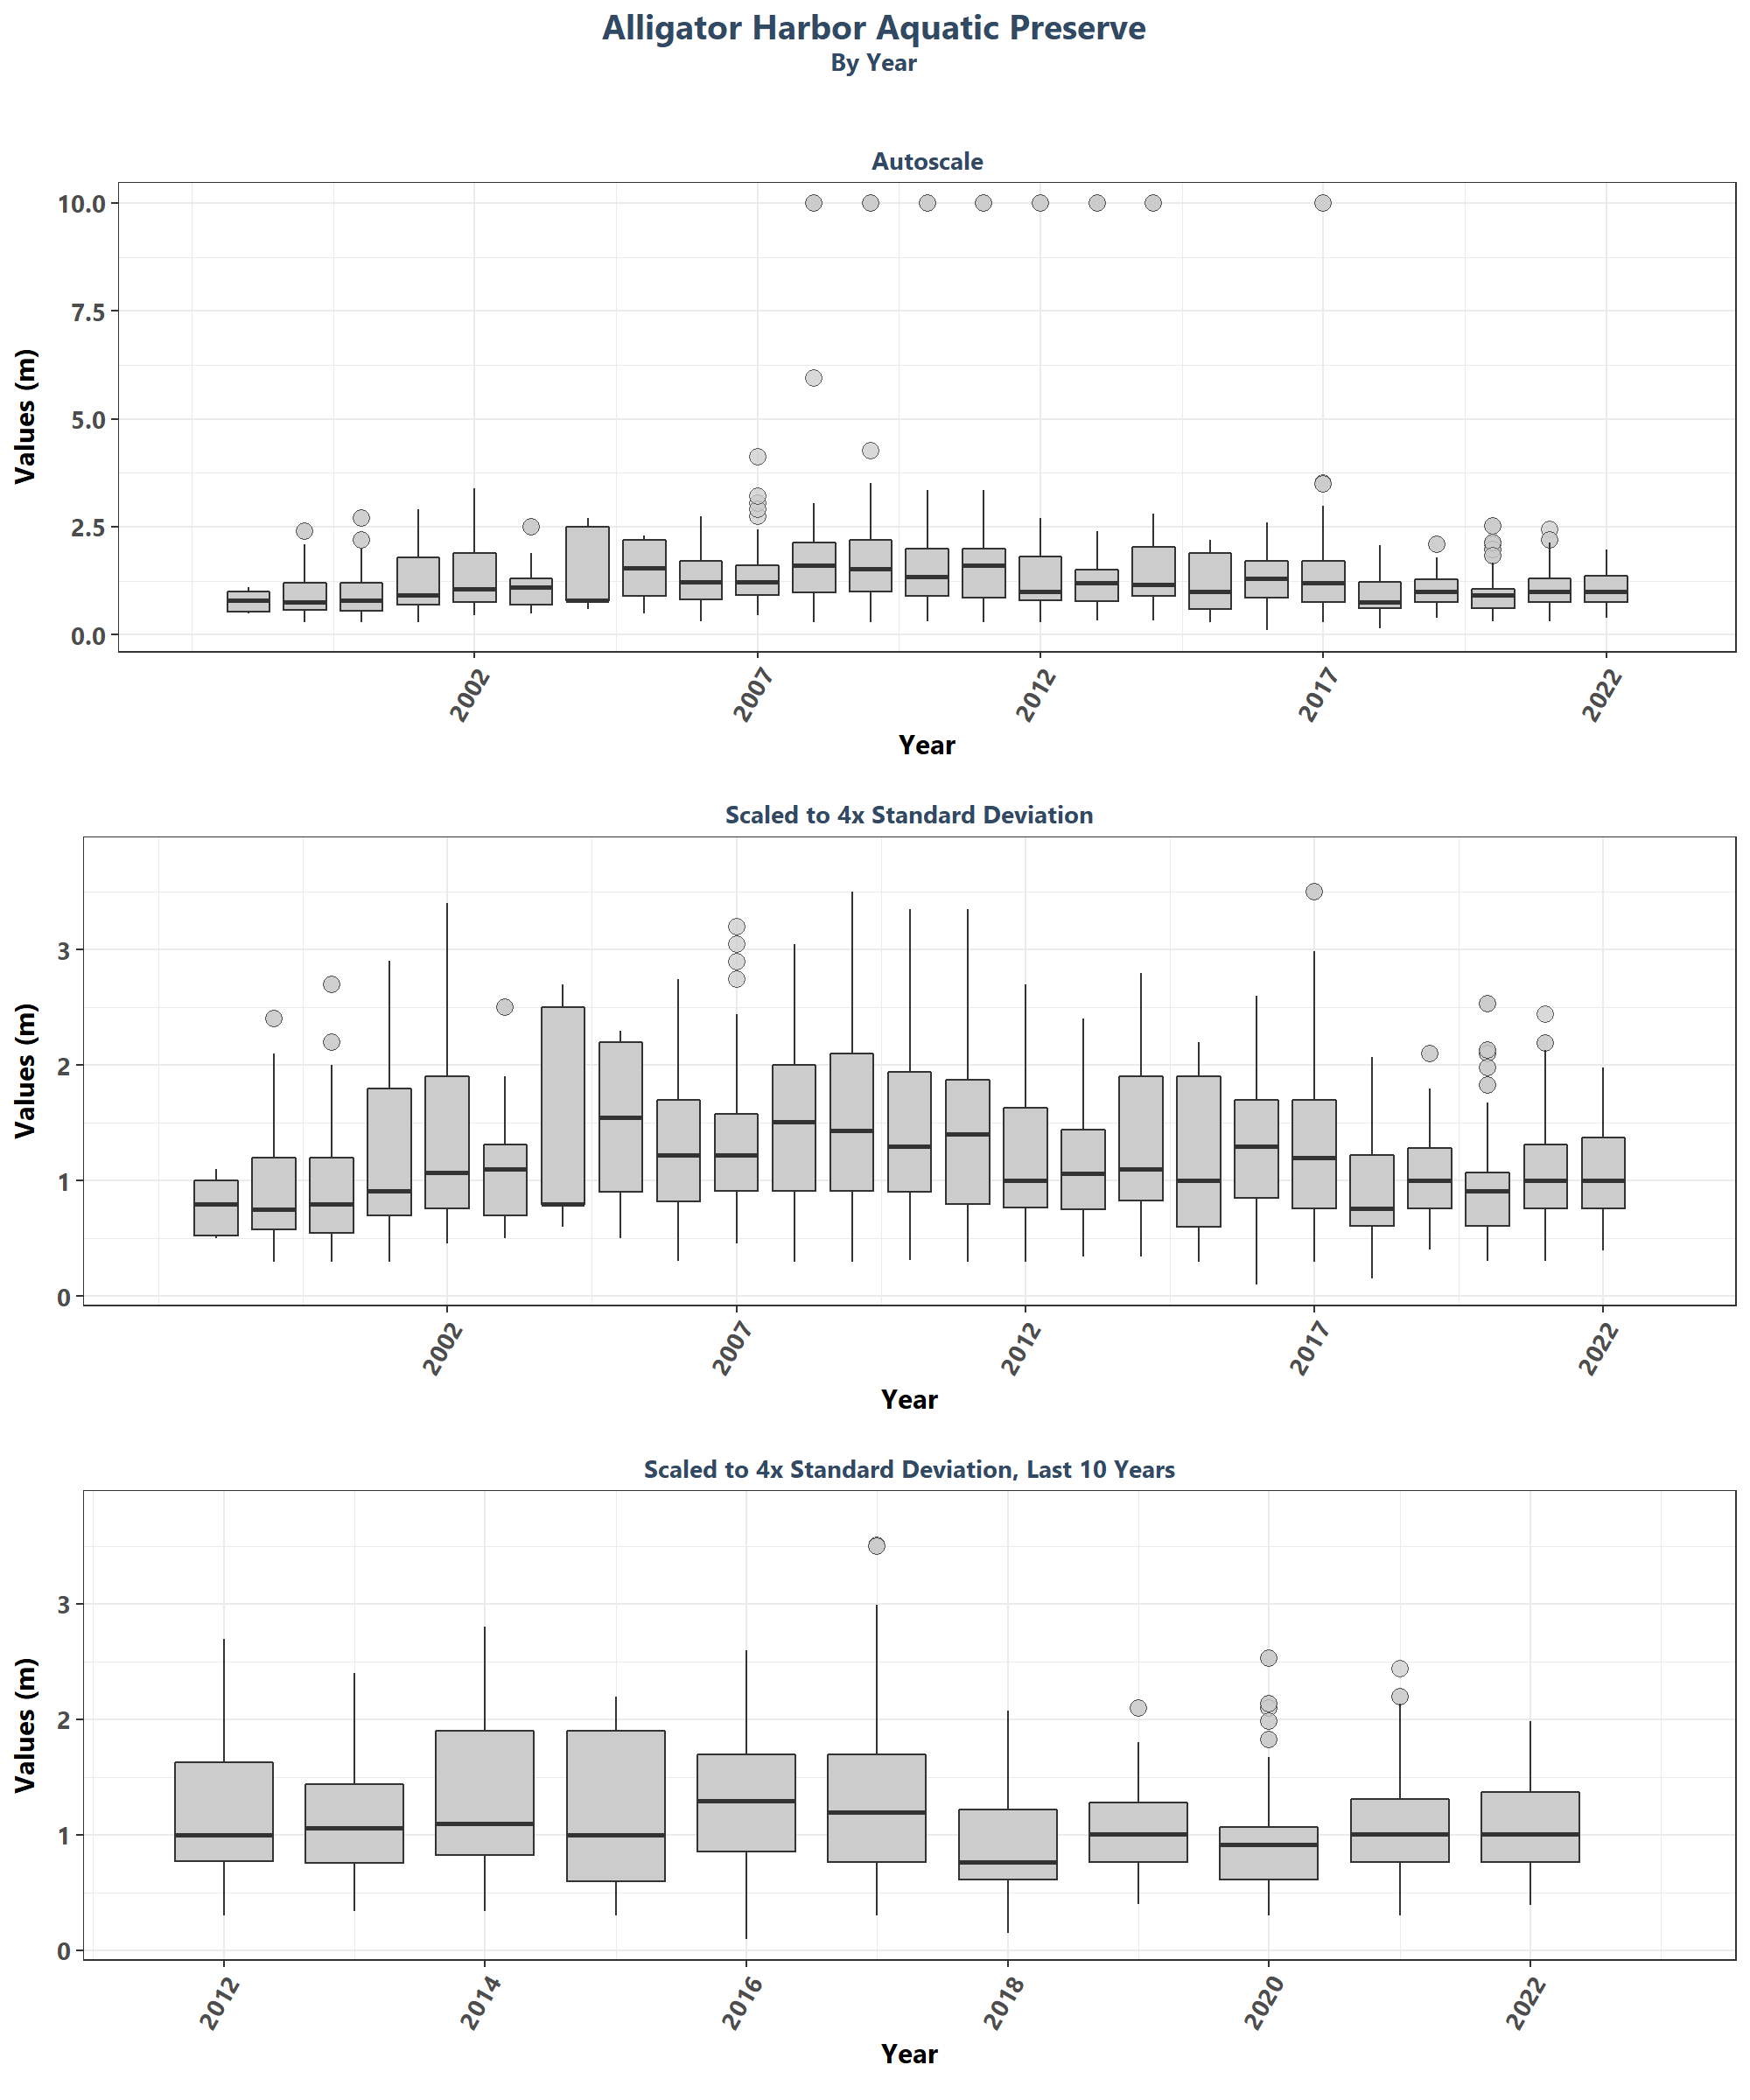 Alligator Harbor Aquatic Preserve
By Year
Autoscale
10.0
7.5
5.0
2.5
0.0
Values (m)
2002
2007
2012
2017
2022
Year
Scaled to 4x Standard Deviation
3
2
1
0
Values (m)
2002
2007
2012
2017
2022
Year
Scaled to 4x Standard Deviation, Last 10 Years
3
2
1
0
Values (m)
2012
2014
2016
2018
2020
2022
Year